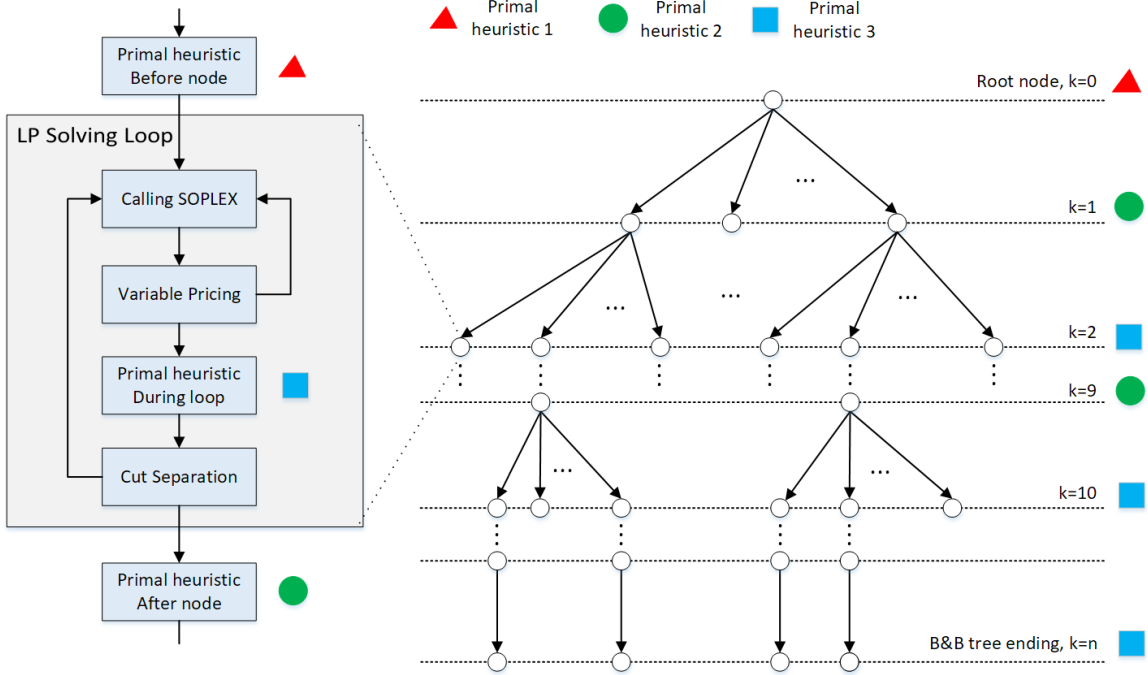 Primal heuristic
Before node
LP Solving Loop
Calling SOPLEX
Variable Pricing
Primal heuristic
During loop
Cut Separation
Primal heuristic
After node
Primal
heuristic 1
Primal
heuristic 2
Primal
heuristic 3
Root node, k=0
...
k=1
...
...
...
k=2
k=9
...
...
k=10
B&B tree ending, k=n